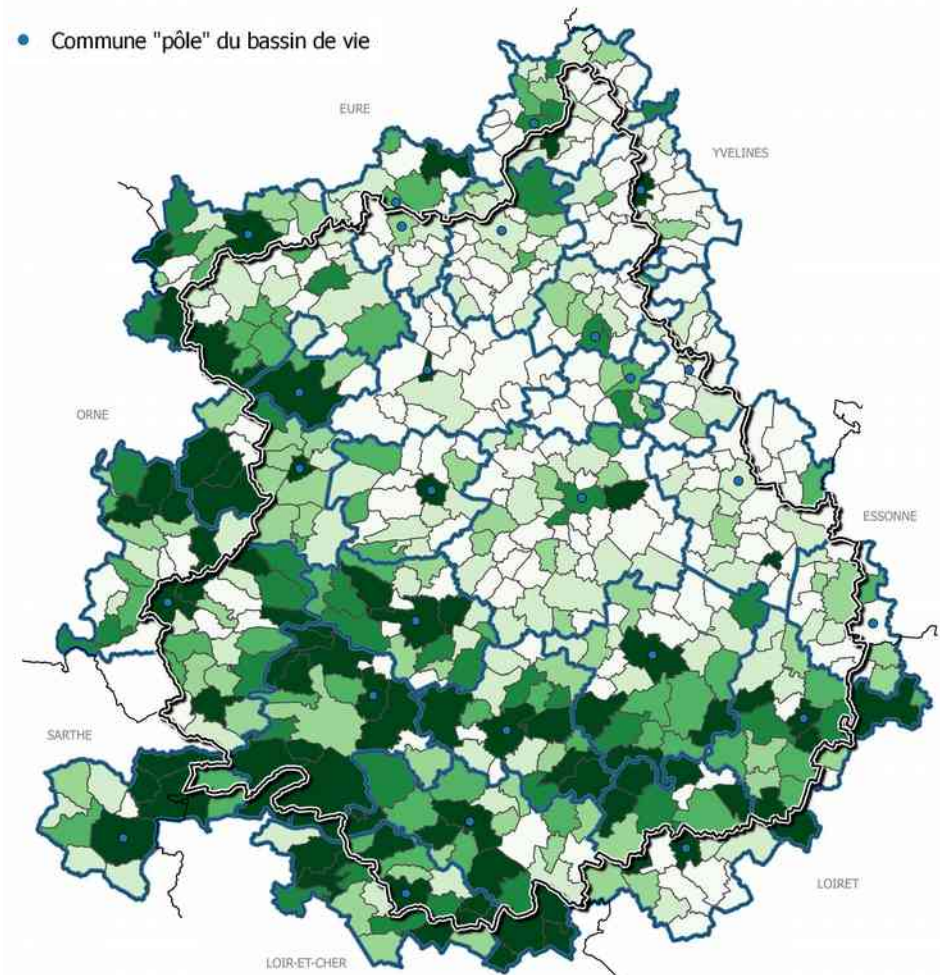 Commune "pôle" du bassin de vie
EURE
YVELINES
ORNE
ESSONNE
SARTHE
LOIRET
LOIR-ET-CHER